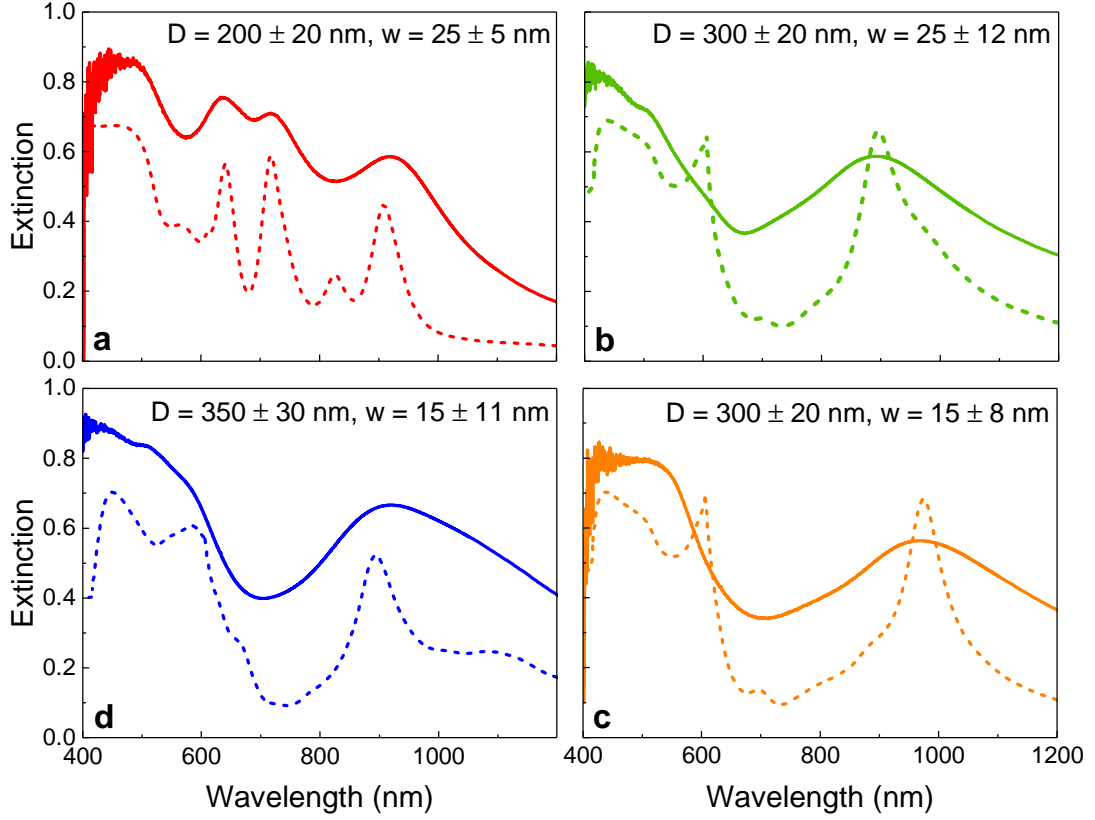 D = 200 ± 20 nm, w = 25 ± 5 nm
D = 300 ± 20 nm, w = 25 ± 12 nm
1.0
0.8
0.6
0.4
0.2
0.0
Extinction
a
b
D = 350 ± 30 nm, w = 15 ± 11 nm
D = 300 ± 20 nm, w = 15 ± 8 nm
1.0
0.8
0.6
0.4
0.2
0.0
Extinction
d
c
400 600 800 1000
400 600 800 1000 1200
Wavelength (nm)
Wavelength (nm)